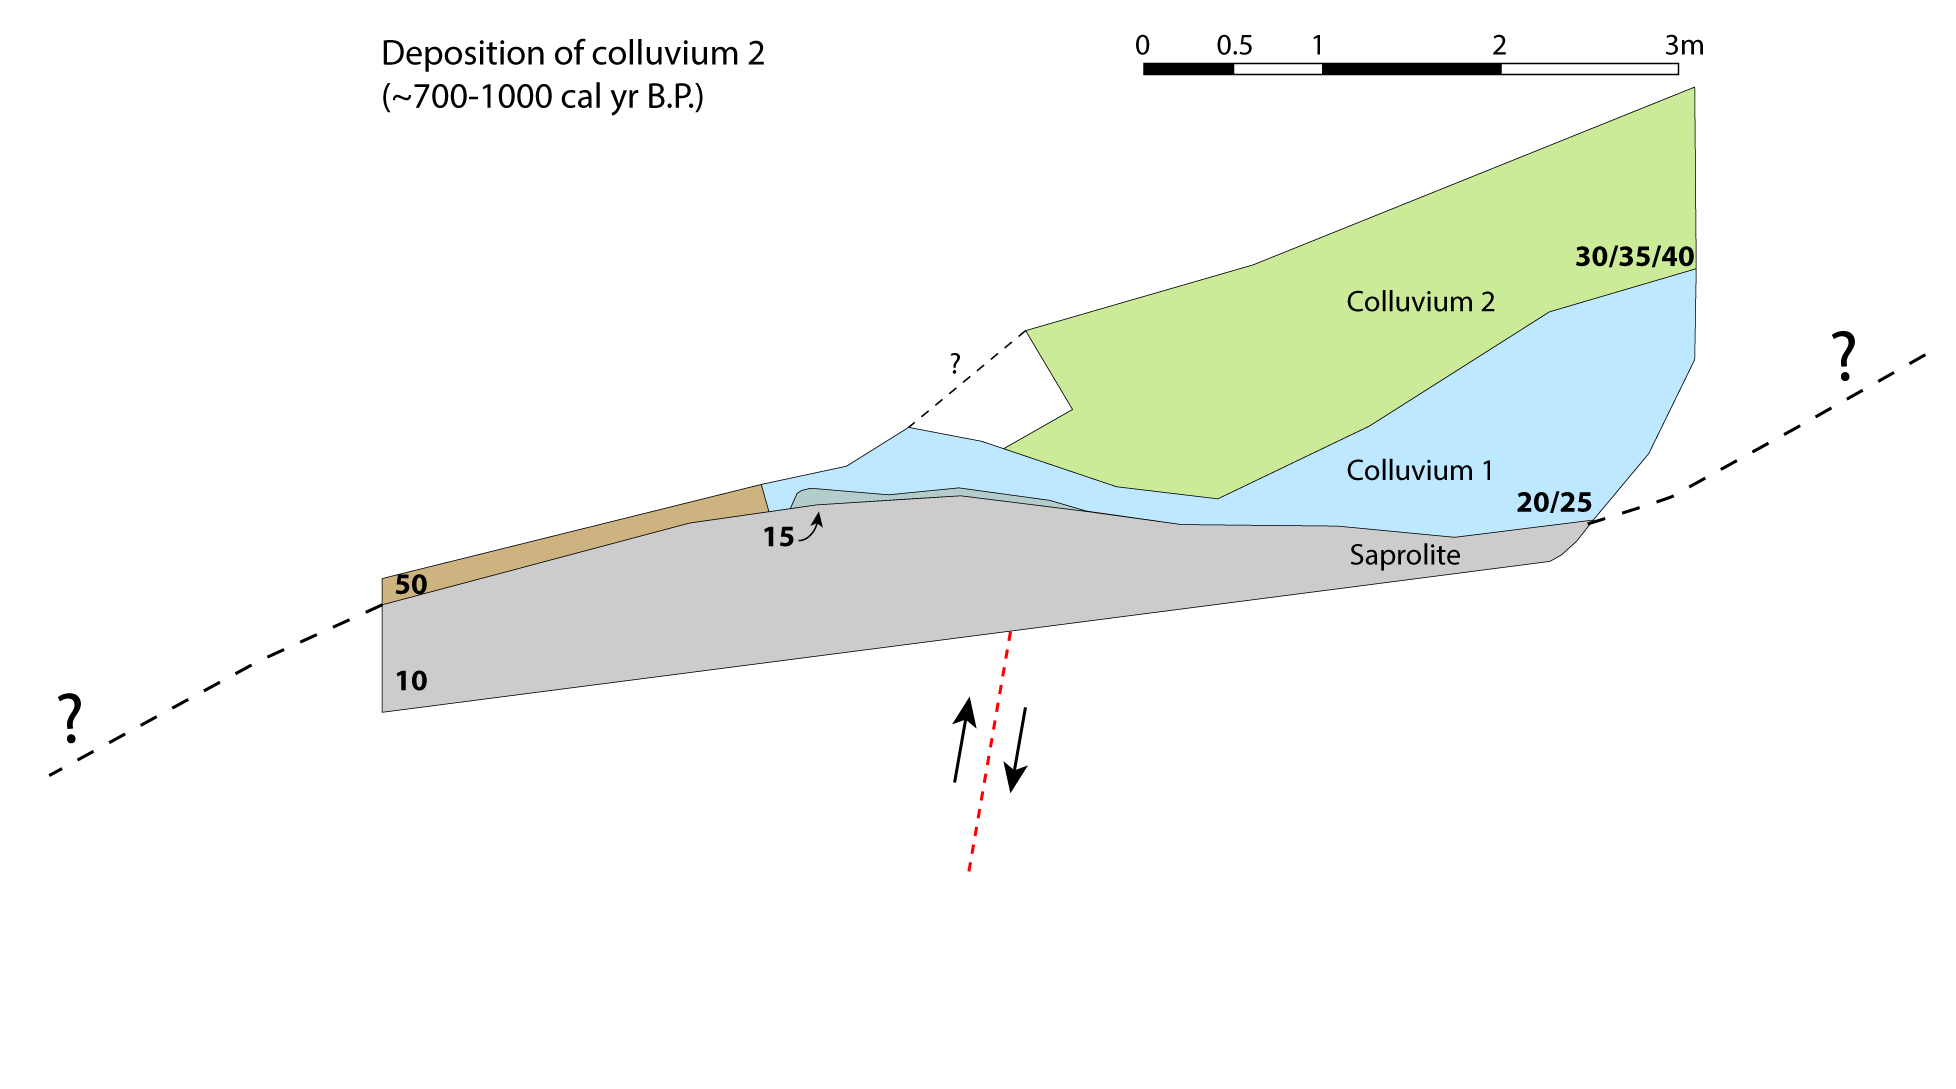 Deposition of colluvium 2
(~700-1000 cal yr B.P.)
0 0.5 1 2 3m
30/35/40
Colluvium 2
?
?
Colluvium 1
20/25
15
Saprolite
50
10
?